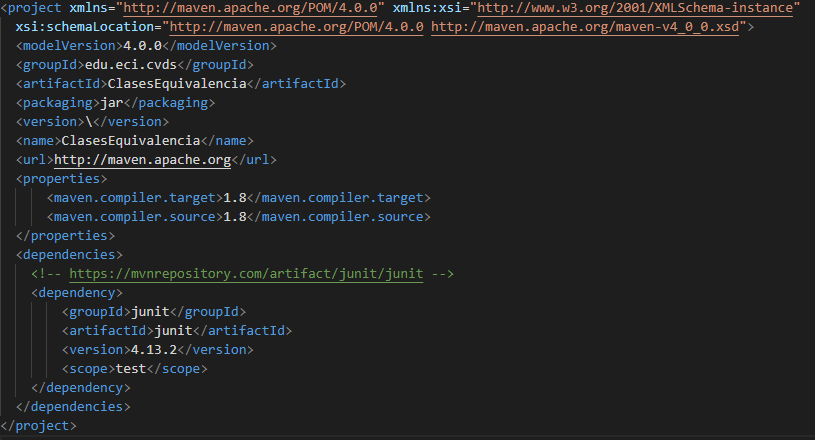 <project xmlns="http://maven.apache.org/POM/4.0.0" xmlns:xsi="http://www.w3.org/2001/XMLSchema-instance"
xsi:schemaLocation="http://maven.apache.org/POM/4.0.0 http://maven.apache.org/maven-v4_0_0.xsd">
<modelVersion>4.0.0</modelVersion>
<groupId>edu.eci.cvds</groupId>
<artifactId>ClasesEquivalencia</artifactId>
<packaging>jar</packaging>
<version>\</version>
<name>ClasesEquivalencia</name>
<url>http://maven.apache.org</url>
<properties>
<maven.compiler.target>1.8</maven.compiler.target>
<maven.compiler.source>1.8</maven.compiler.source>
</properties>
<dependencies>
<!-- https://mvnrepository.com/artifact/junit/junit -->
<dependency>
<groupId>junit</groupId>
<artifactId>junit</artifactId>
<version>4.13.2</version>
<scope>test</scope>
</dependency>
</dependencies>
</project>